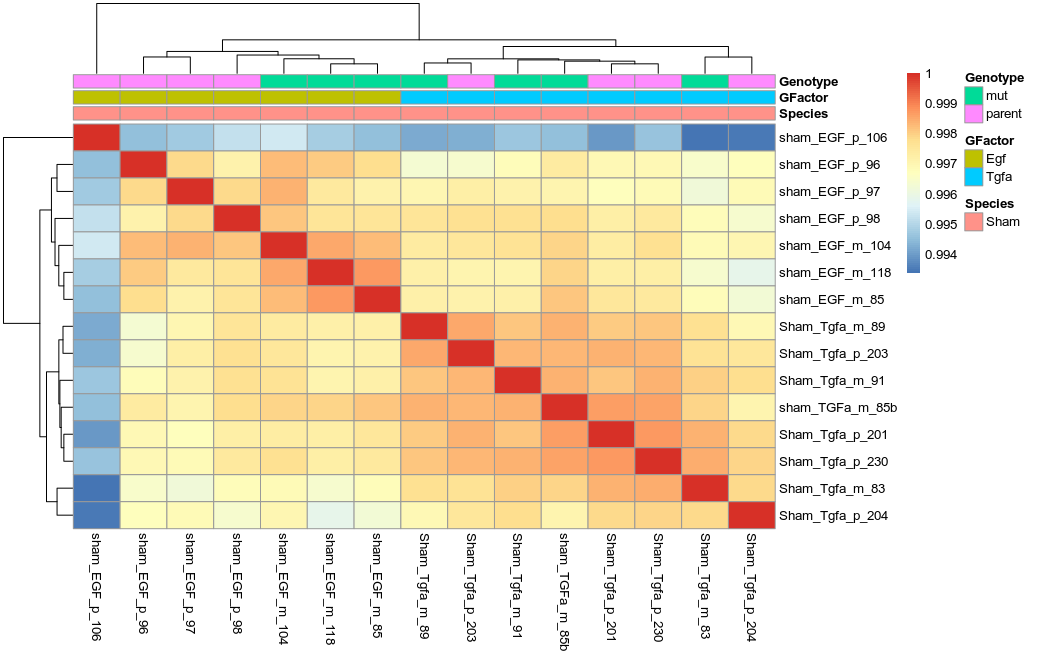 Genotype
GFactor
Species
sham_EGF_p_106
sham_EGF_p_96
sham_EGF_p_97
sham_EGF_p_98
sham_EGF_m_104
sham_EGF_m_118
sham_EGF_m_85
Sham_Tgfa_m_89
Sham_Tgfa_p_203
Sham_Tgfa_m_91
sham_TGFa_m_85b
Sham_Tgfa_p_201
Sham_Tgfa_p_230
Sham_Tgfa_m_83
Sham_Tgfa_p_204
sham_EGF_p_106
sham_EGF_p_96
sham_EGF_p_97
sham_EGF_p_98
sham_EGF_m_104
sham_EGF_m_118
sham_EGF_m_85
Sham_Tgfa_m_89
Sham_Tgfa_p_203
Sham_Tgfa_m_91
sham_TGFa_m_85b
Sham_Tgfa_p_201
Sham_Tgfa_p_230
Sham_Tgfa_m_83
Sham_Tgfa_p_204
1
0.999
0.998
0.997
0.996
0.995
0.994
Genotype
mut
parent
GFactor
Egf
Tgfa
Species
Sham